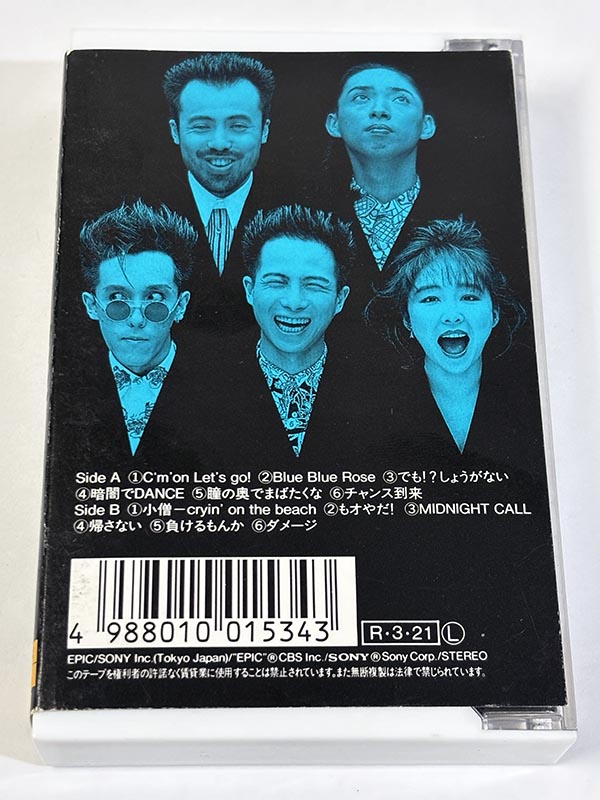 Side A ①C'm'on Let's go! ②Blue Blue Rose ③でも!?しょうがない
④暗闇でDANCE ⑤瞳の奥でまばたくな ⑥チャンス到来
Side B ①小僧-cryin' on the beach ②もオやだ! ③MIDNIGHT CALL
④帰さない ⑤負けるもんか ⑥ダメージ
4 988010 015343
R・3・21 Ⓛ
EPIC/SONY Inc.(Tokyo Japan)/"EPIC"® CBS Inc./SONY® Sony Corp./STEREO
このテープを権利者の許諾なく賃貸業に使用することは禁止されています。また無断複製は法律で禁じられています。